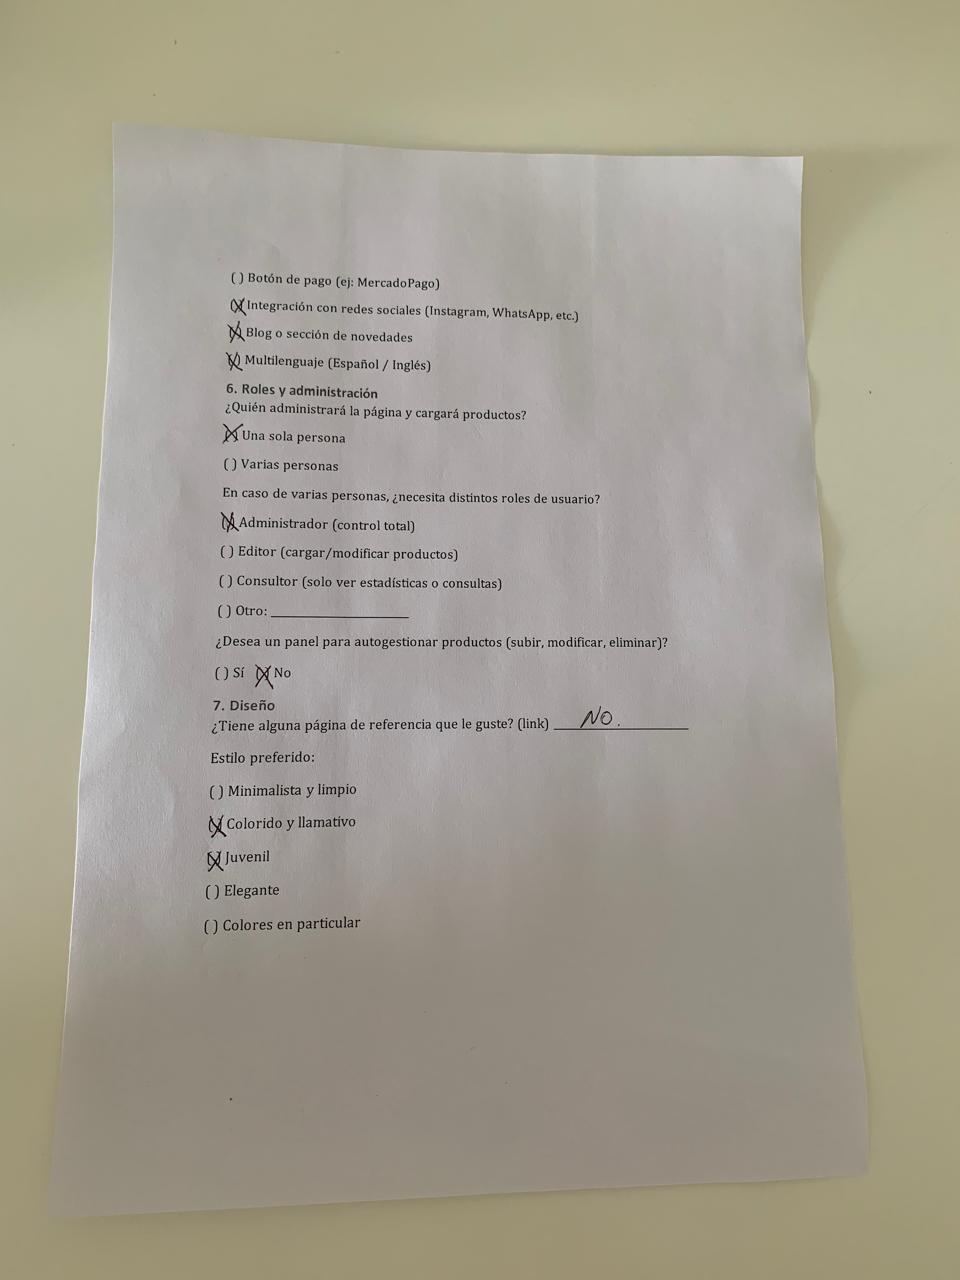 ( ) Botón de pago (ej: MercadoPago)
(X) Integración con redes sociales (Instagram, WhatsApp, etc.)
(X) Blog o sección de novedades
(X) Multilenguaje (Español / Inglés)
6. Roles y administración
¿Quién administrará la página y cargará productos?
(X) Una sola persona
( ) Varias personas
En caso de varias personas, ¿necesita distintos roles de usuario?
(X) Administrador (control total)
( ) Editor (cargar/modificar productos)
( ) Consultor (solo ver estadísticas o consultas)
( ) Otro: ____________________
¿Desea un panel para autogestionar productos (subir, modificar, eliminar)?
( ) Sí (X) No
7. Diseño
¿Tiene alguna página de referencia que le guste? (link) NO.
Estilo preferido:
( ) Minimalista y limpio
(X) Colorido y llamativo
(X) Juvenil
( ) Elegante
( ) Colores en particular